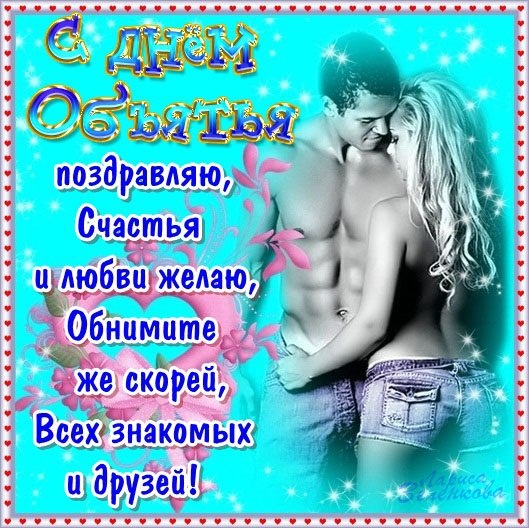 С днём
Объятья
поздравляю,
Счастья
и любви желаю,
Обнимите
же скорей,
Всех знакомых
и друзей!
Лариса
Зеленкова